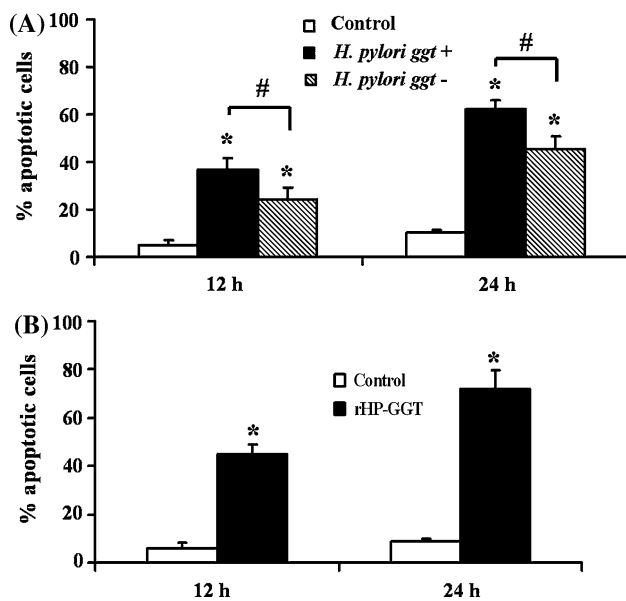 (A)
Control
H. pylori ggt +
H. pylori ggt -
% apoptotic cells
100
80
60
40
20
0
*
*
#
*
*
#
12 h
24 h
(B)
Control
rHP-GGT
% apoptotic cells
100
80
60
40
20
0
*
*
12 h
24 h